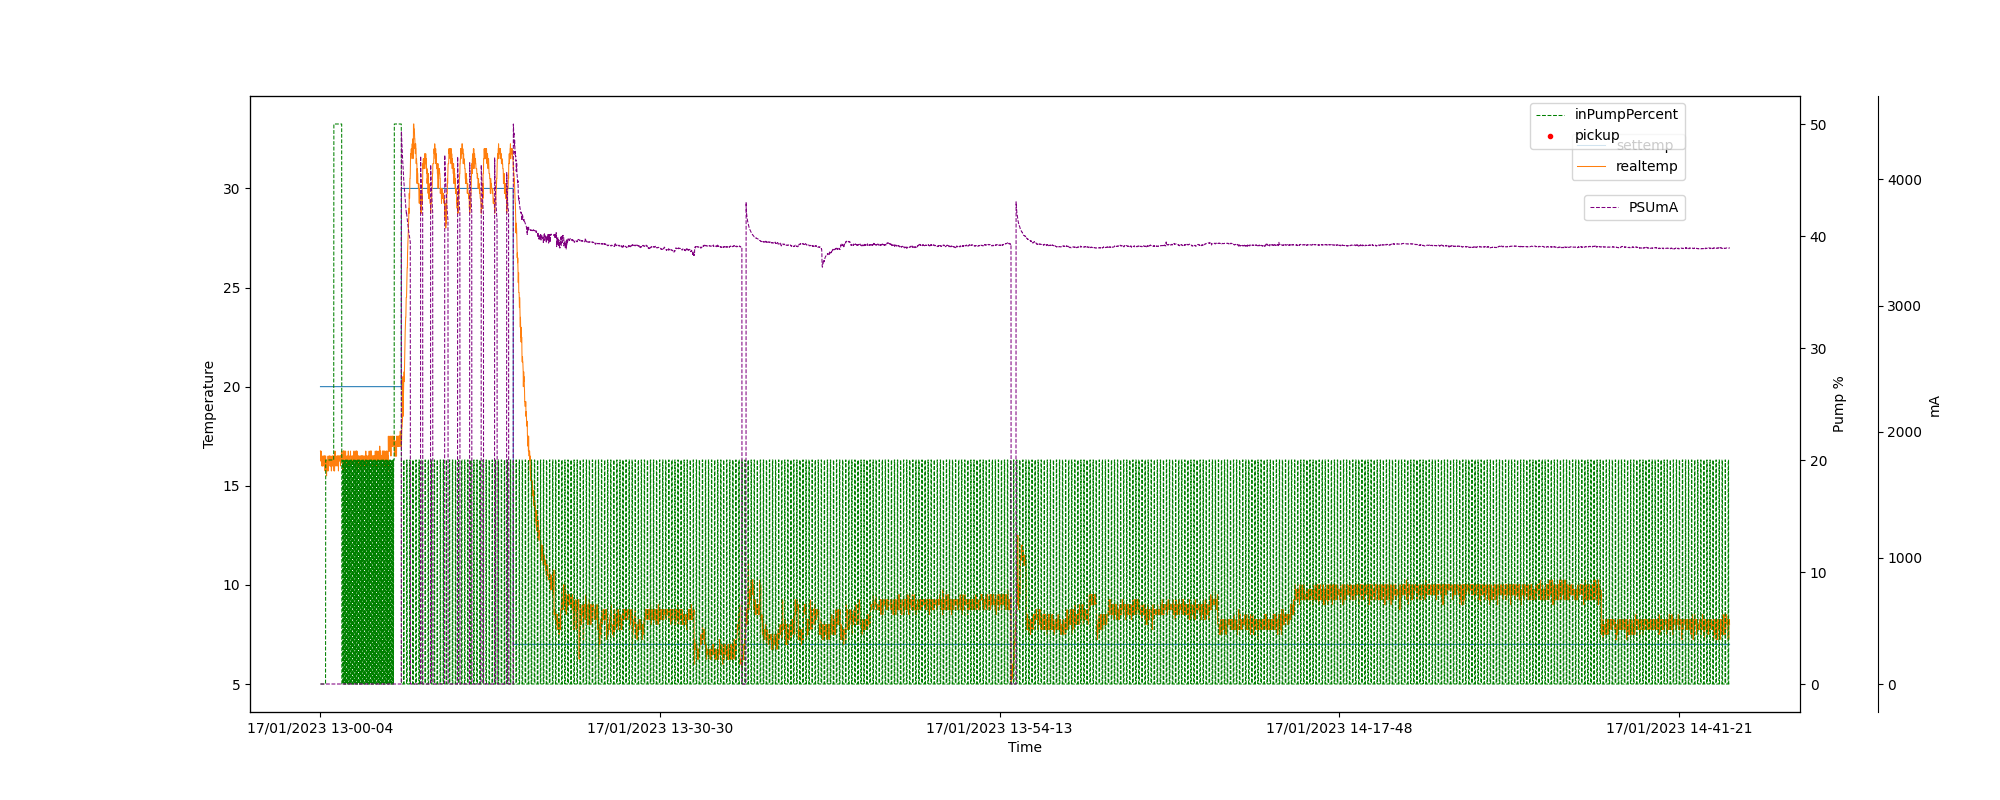 inPumpPercent
pickup
settemp
realtemp
PSUmA
30
25
20
15
10
5
Temperature
50
40
30
20
10
0
Pump %
4000
3000
2000
1000
0
mA
17/01/2023 13-00-04
17/01/2023 13-30-30
17/01/2023 13-54-13
17/01/2023 14-17-48
17/01/2023 14-41-21
Time